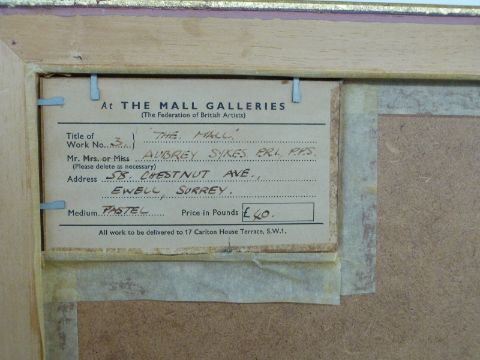 At THE MALL GALLERIES
(The Federation of British Artists)
Title of
Work No. 3. 'THE MALL'
Mr. Mrs. or Miss AUBREY SYKES P.R.I. P.P.S.
(Please delete as necessary)
Address 58. CHESTNUT AVE.,
EWELL, SURREY.
Medium PASTEL Price in Pounds £40.
All work to be delivered to 17 Carlton House Terrace, S.W.1.